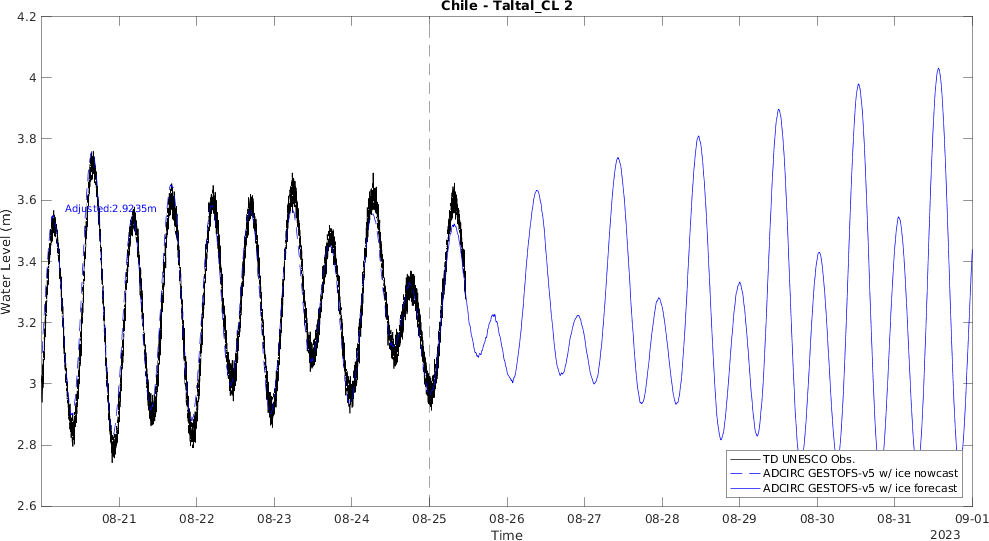 Chile - Taltal_CL 2
4.2
4
3.8
3.6
3.4
3.2
3
2.8
2.6
Water Level (m)
Adjusted:2.9235m
TD UNESCO Obs.
ADCIRC GESTOFS-v5 w/ ice nowcast
ADCIRC GESTOFS-v5 w/ ice forecast
08-21 08-22 08-23 08-24 08-25 08-26 08-27 08-28 08-29 08-30 08-31 09-01
Time
2023